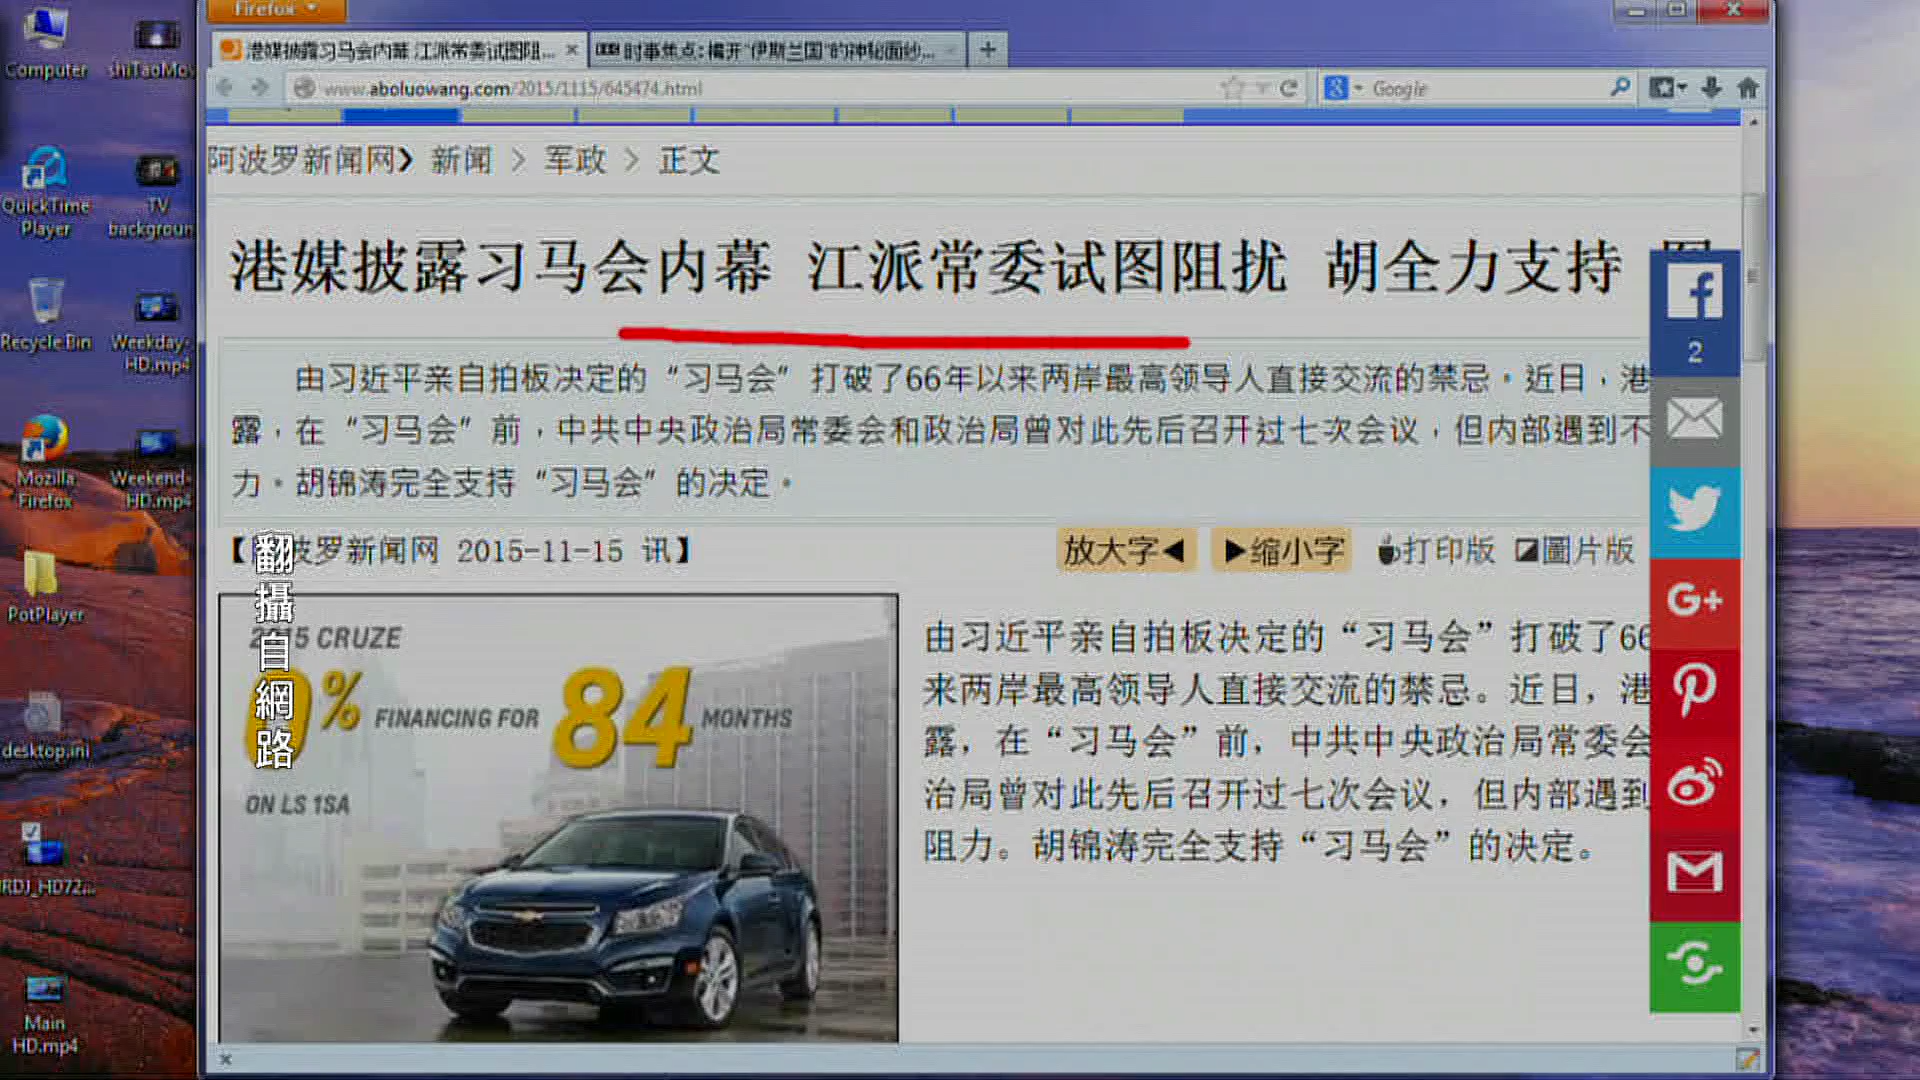 Firefox
Computer
shiTaoMov
港媒披露习马会内幕 江派常委试图阻...
时事焦点:揭开"伊斯兰国"的神秘面纱...
www.aboluowang.com/2015/1115/645474.html
Google
阿波罗新闻网> 新闻 > 军政 > 正文
QuickTime Player
TV backgroun
港媒披露习马会内幕 江派常委试图阻扰 胡全力支持
2
Recycle Bin
Weekday-HD.mp4
由习近平亲自拍板决定的“习马会”打破了66年以来两岸最高领导人直接交流的禁忌。近日，港
露，在“习马会”前，中共中央政治局常委会和政治局曾对此先后召开过七次会议，但内部遇到不
力。胡锦涛完全支持“习马会”的决定。
Mozilla Firefox
Weekend-HD.mp4
【 波罗新闻网 2015-11-15 讯】
放大字◀ ▶缩小字 打印版 圖片版
翻攝自網路
PotPlayer
2015 CRUZE
0% FINANCING FOR 84 MONTHS
ON LS 1SA
由习近平亲自拍板决定的“习马会”打破了66
来两岸最高领导人直接交流的禁忌。近日，港
露，在“习马会”前，中共中央政治局常委会
治局曾对此先后召开过七次会议，但内部遇到
阻力。胡锦涛完全支持“习马会”的决定。
G+
desktop.ini
RDJ_HD72...
Main HD.mp4